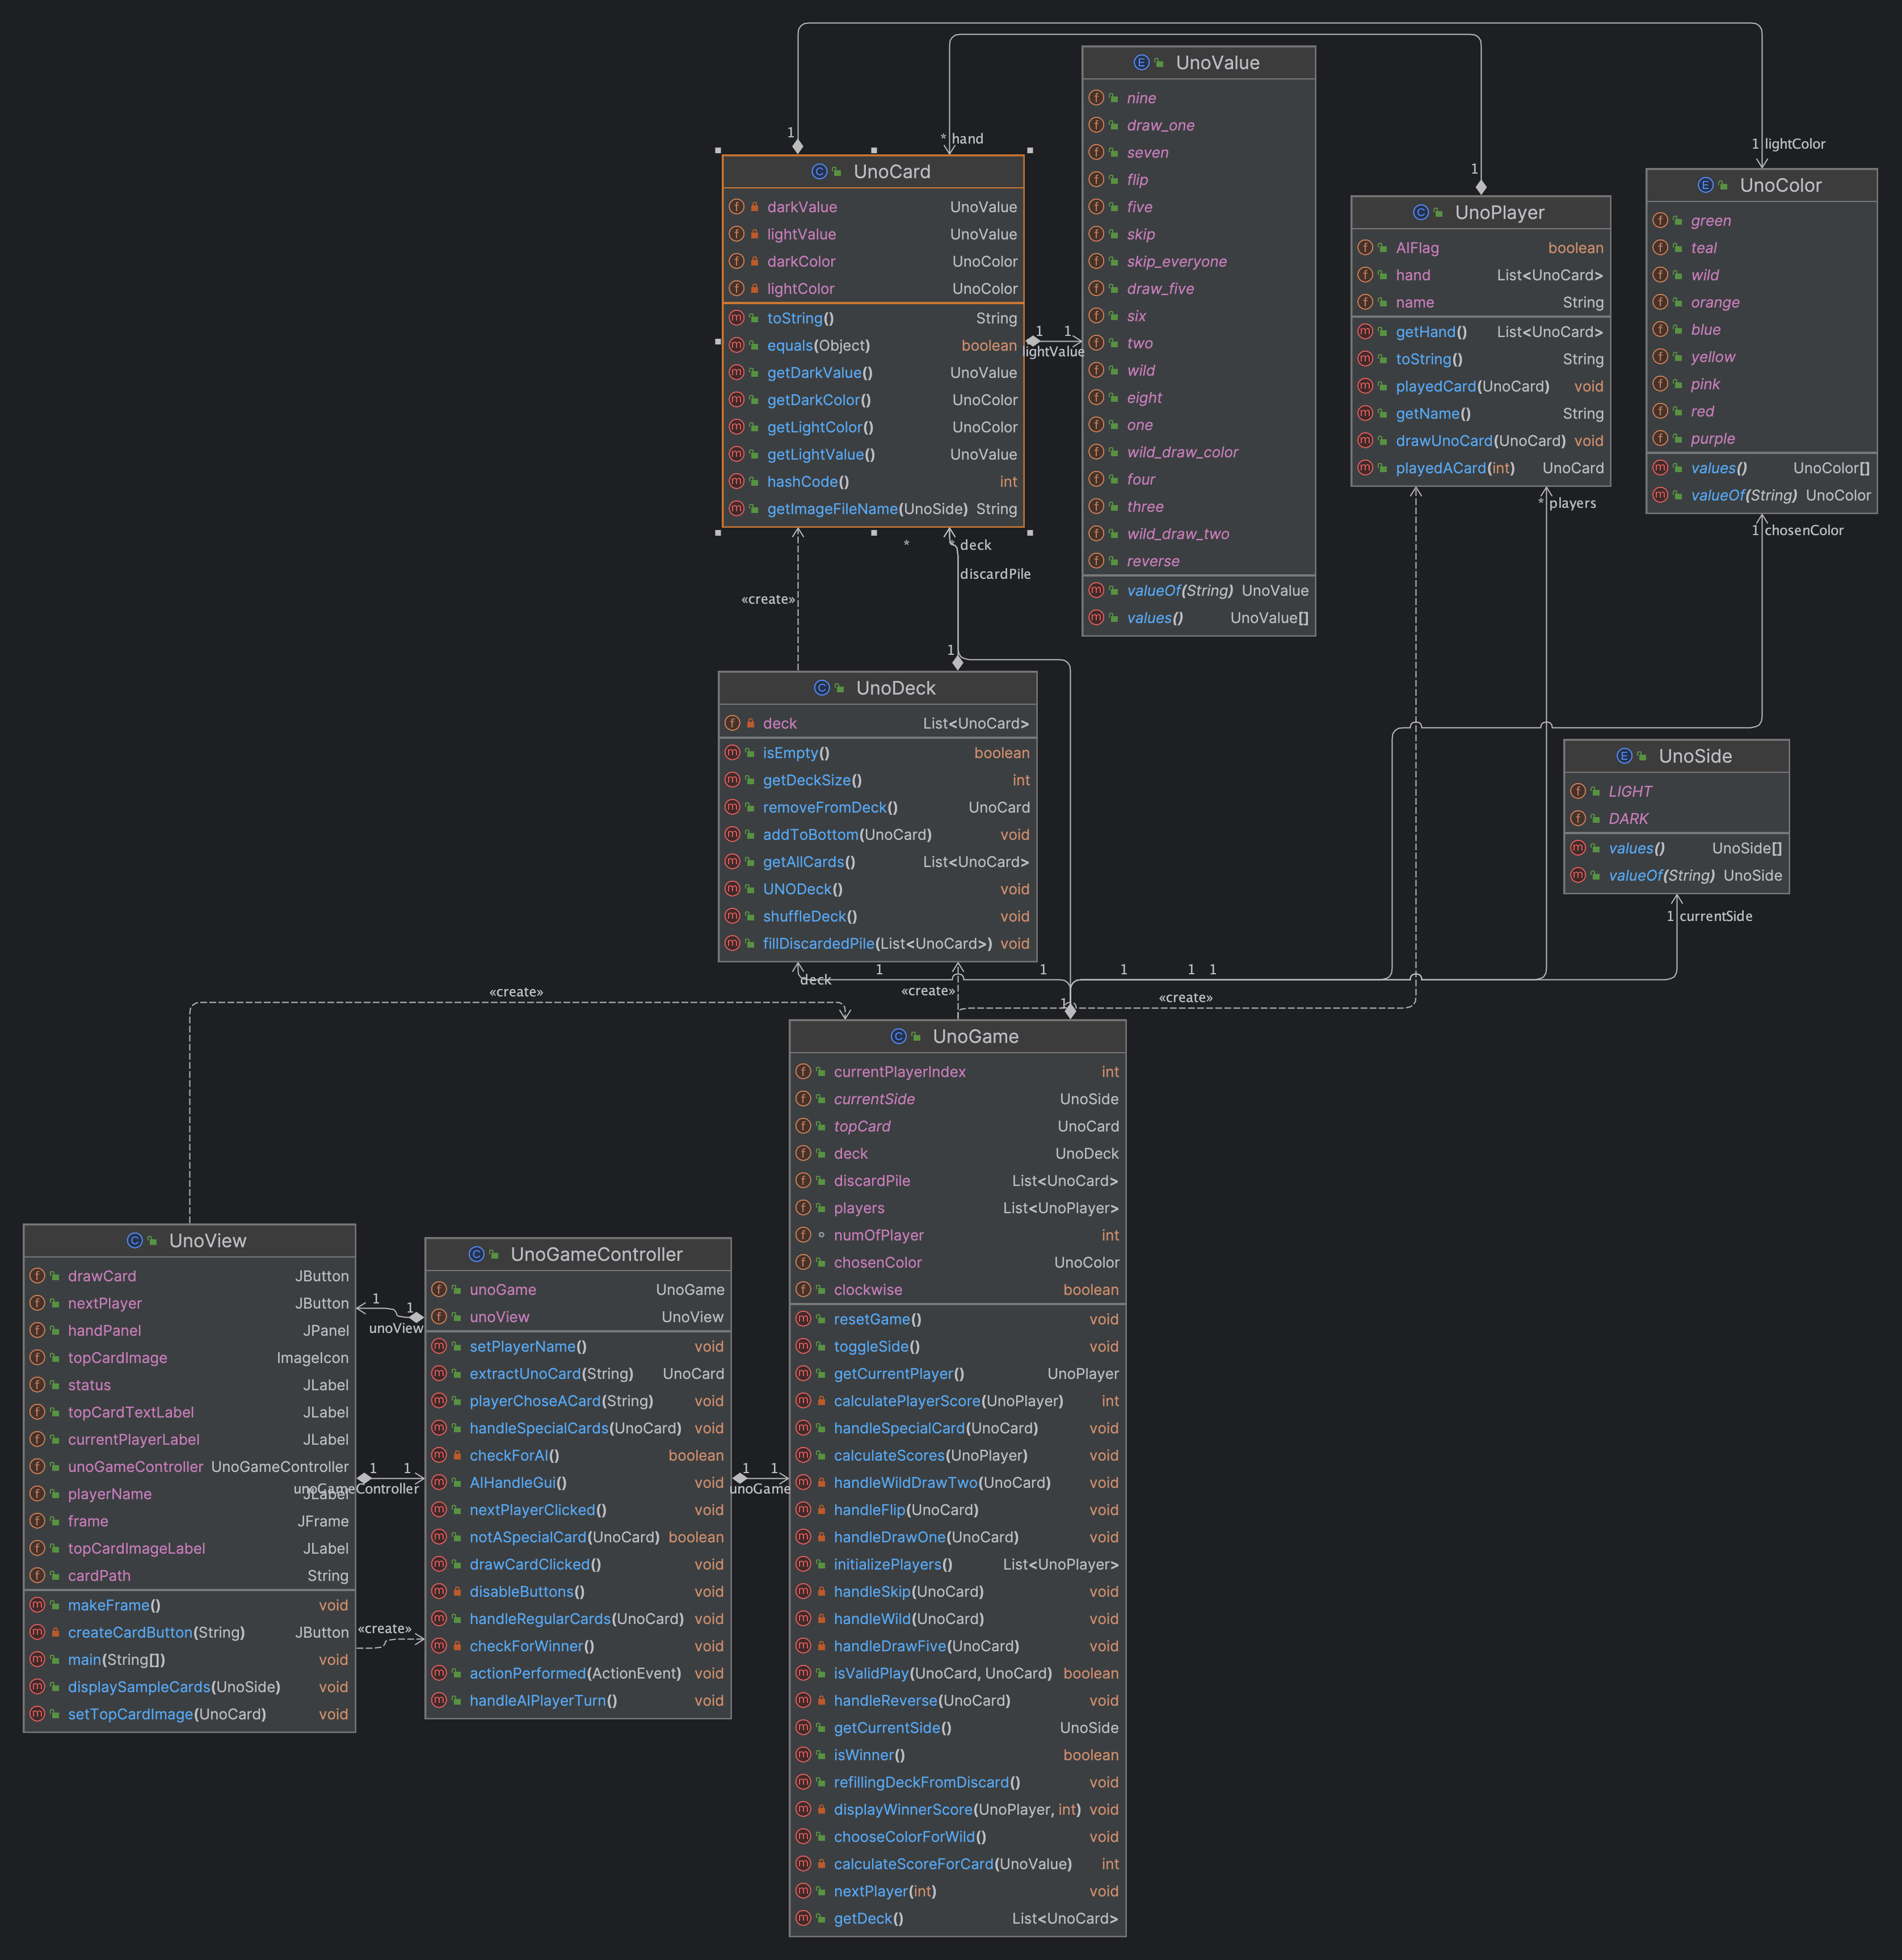 1
* hand
1
1 lightColor
UnoCard
darkValue UnoValue
lightValue UnoValue
darkColor UnoColor
lightColor UnoColor
toString() String
equals(Object) boolean
getDarkValue() UnoValue
getDarkColor() UnoColor
getLightColor() UnoColor
getLightValue() UnoValue
hashCode() int
getImageFileName(UnoSide) String
1 1
lightValue
UnoValue
nine
draw_one
seven
flip
five
skip
skip_everyone
draw_five
six
two
wild
eight
one
wild_draw_color
four
three
wild_draw_two
reverse
valueOf(String) UnoValue
values() UnoValue[]
UnoPlayer
AIFlag boolean
hand List<UnoCard>
name String
getHand() List<UnoCard>
toString() String
playedCard(UnoCard) void
getName() String
drawUnoCard(UnoCard) void
playedACard(int) UnoCard
* players
UnoColor
green
teal
wild
orange
blue
yellow
pink
red
purple
values() UnoColor[]
valueOf(String) UnoColor
1 chosenColor
* * deck
discardPile
«create»
1
UnoDeck
deck List<UnoCard>
isEmpty() boolean
getDeckSize() int
removeFromDeck() UnoCard
addToBottom(UnoCard) void
getAllCards() List<UnoCard>
UNODeck() void
shuffleDeck() void
fillDiscardedPile(List<UnoCard>) void
UnoSide
LIGHT
DARK
values() UnoSide[]
valueOf(String) UnoSide
1 currentSide
deck
1 1 1 1 1
«create»
«create»
«create»
1
UnoGame
currentPlayerIndex int
currentSide UnoSide
topCard UnoCard
deck UnoDeck
discardPile List<UnoCard>
players List<UnoPlayer>
numOfPlayer int
chosenColor UnoColor
clockwise boolean
resetGame() void
toggleSide() void
getCurrentPlayer() UnoPlayer
calculatePlayerScore(UnoPlayer) int
handleSpecialCard(UnoCard) void
calculateScores(UnoPlayer) void
handleWildDrawTwo(UnoCard) void
handleFlip(UnoCard) void
handleDrawOne(UnoCard) void
initializePlayers() List<UnoPlayer>
handleSkip(UnoCard) void
handleWild(UnoCard) void
handleDrawFive(UnoCard) void
isValidPlay(UnoCard, UnoCard) boolean
handleReverse(UnoCard) void
getCurrentSide() UnoSide
isWinner() boolean
refillingDeckFromDiscard() void
displayWinnerScore(UnoPlayer, int) void
chooseColorForWild() void
calculateScoreForCard(UnoValue) int
nextPlayer(int) void
getDeck() List<UnoCard>
UnoView
drawCard JButton
nextPlayer JButton
handPanel JPanel
topCardImage ImageIcon
status JLabel
topCardTextLabel JLabel
currentPlayerLabel JLabel
unoGameController UnoGameController
playerName JLabel
frame JFrame
topCardImageLabel JLabel
cardPath String
makeFrame() void
createCardButton(String) JButton
main(String[]) void
displaySampleCards(UnoSide) void
setTopCardImage(UnoCard) void
1 1
unoView
1 1
unoGameController
«create»
UnoGameController
unoGame UnoGame
unoView UnoView
setPlayerName() void
extractUnoCard(String) UnoCard
playerChoseACard(String) void
handleSpecialCards(UnoCard) void
checkForAI() boolean
AIHandleGui() void
nextPlayerClicked() void
notASpecialCard(UnoCard) boolean
drawCardClicked() void
disableButtons() void
handleRegularCards(UnoCard) void
checkForWinner() void
actionPerformed(ActionEvent) void
handleAIPlayerTurn() void
1 1
unoGame